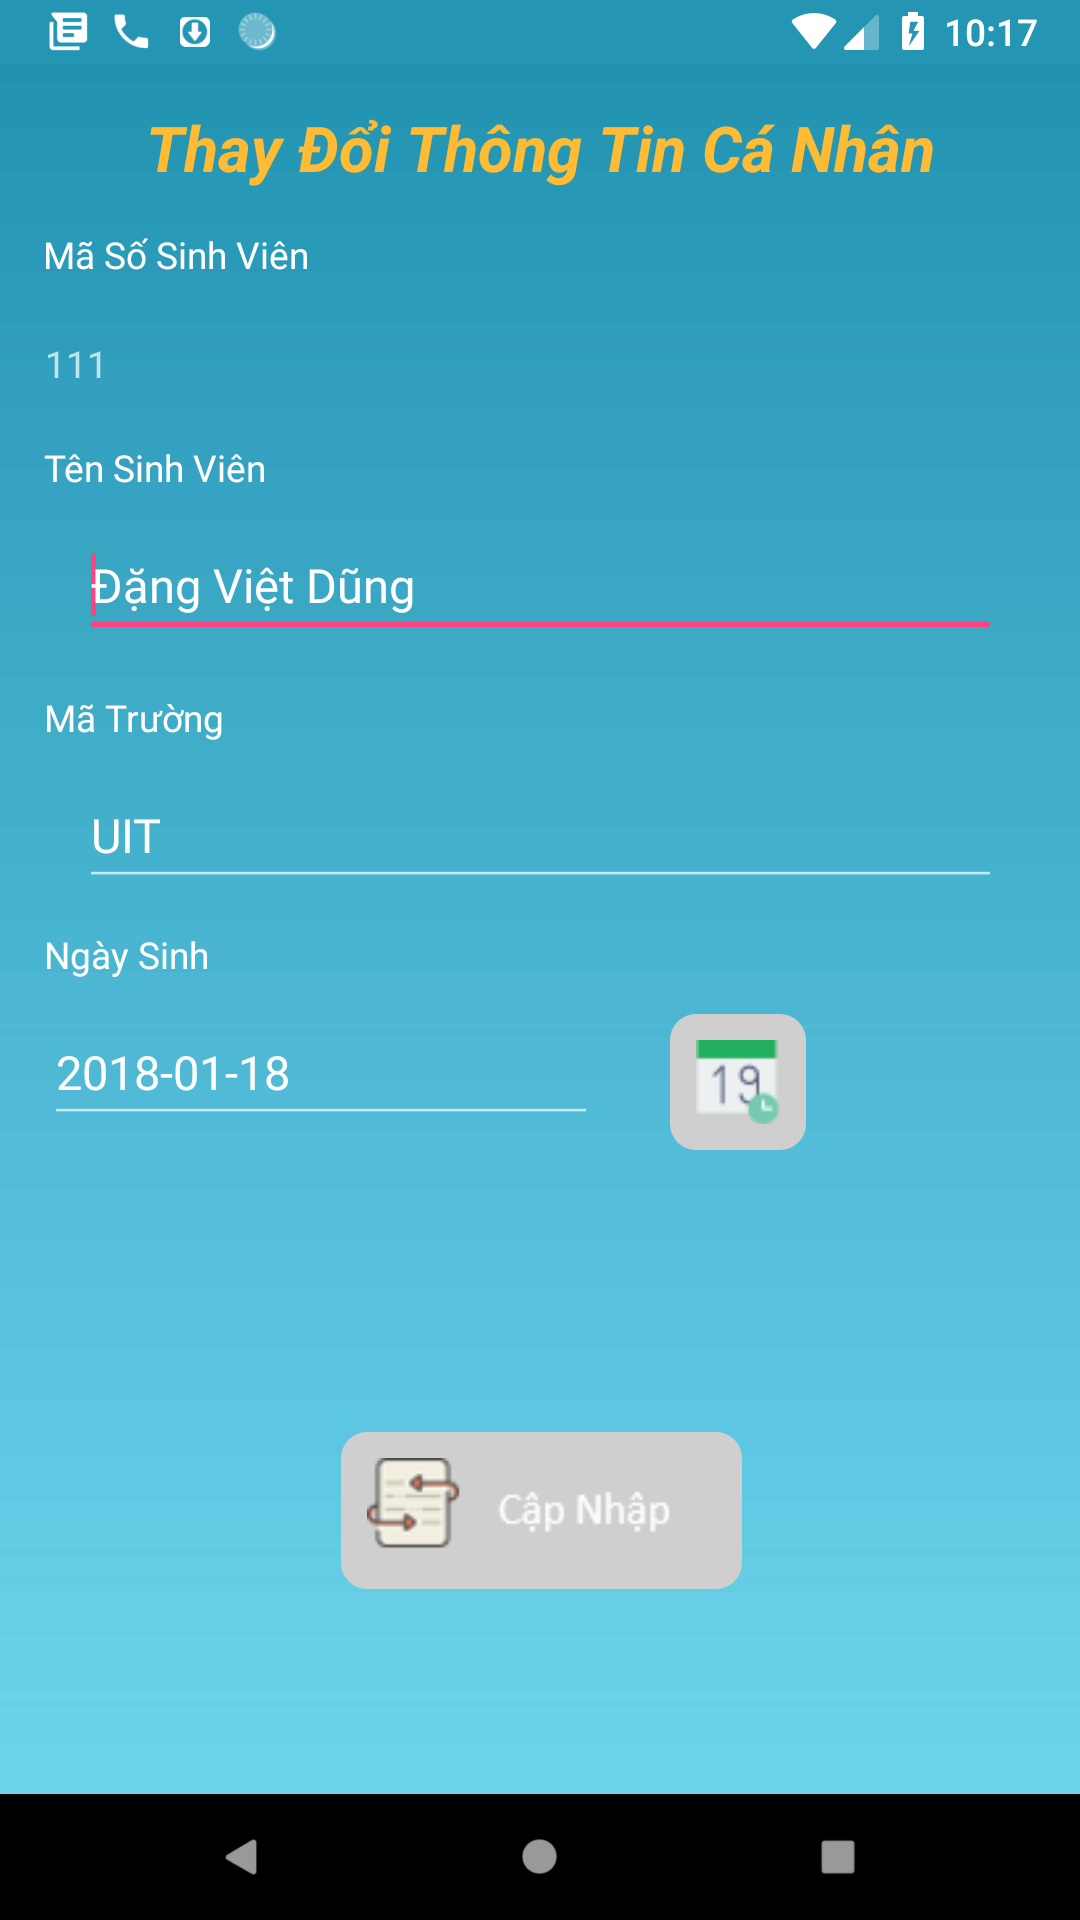 10:17
Thay Đổi Thông Tin Cá Nhân
Mã Số Sinh Viên
111
Tên Sinh Viên
Đặng Việt Dũng
Mã Trường
UIT
Ngày Sinh
2018-01-18
19
Cập Nhập